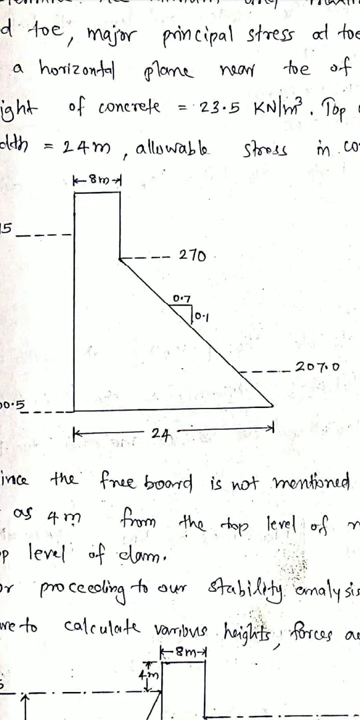 d toe, major principal stress at toe
a horizontal plane near toe of
ight of concrete = 23.5 KN/m³. Top
dth = 24m, allowable stress in co
8m
5
270
0.7
0.1
207.0
00.5
24
ince the free board is not mentioned
as 4m from the top level of
p level of dam.
or proceeding to our stability analysis
we to calculate various heights, forces a
8m
4m